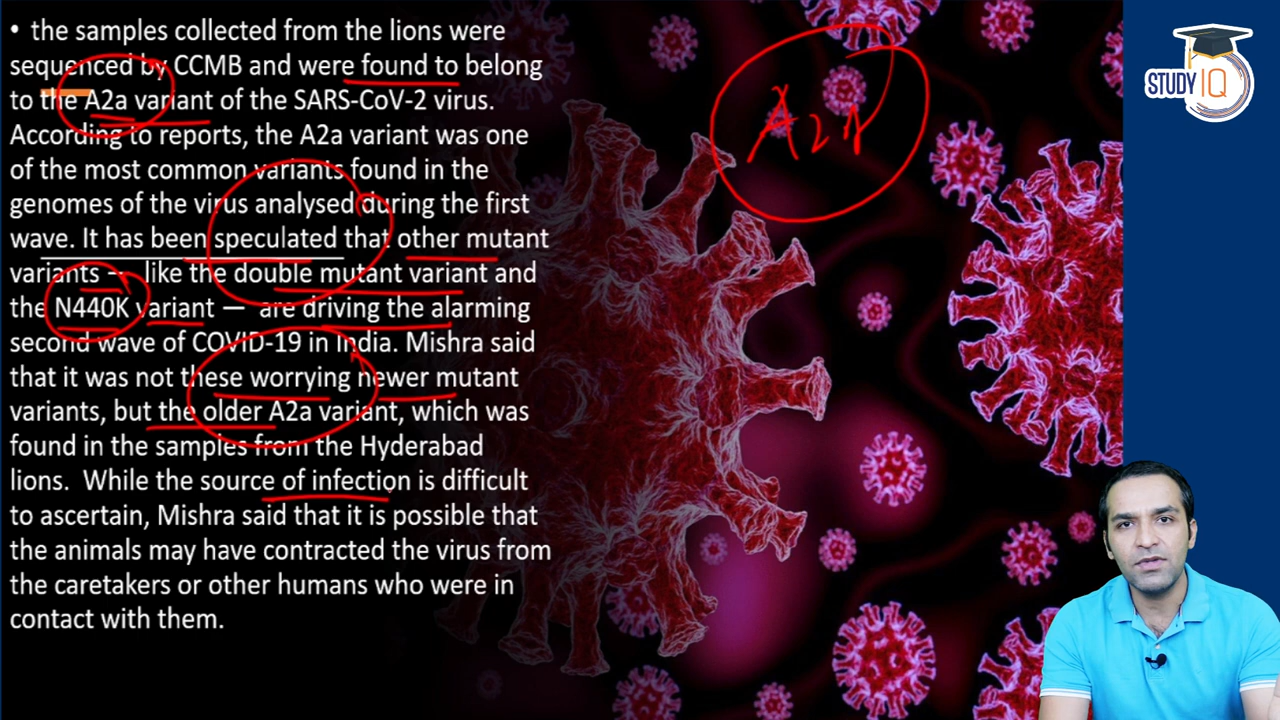 • the samples collected from the lions were
sequenced by CCMB and were found to belong
to the A2a variant of the SARS-CoV-2 virus.
According to reports, the A2a variant was one
of the most common variants found in the
genomes of the virus analysed during the first
wave. It has been speculated that other mutant
variants — like the double mutant variant and
the N440K variant — are driving the alarming
second wave of COVID-19 in India. Mishra said
that it was not these worrying newer mutant
variants, but the older A2a variant, which was
found in the samples from the Hyderabad
lions. While the source of infection is difficult
to ascertain, Mishra said that it is possible that
the animals may have contracted the virus from
the caretakers or other humans who were in
contact with them.
STUDY IQ